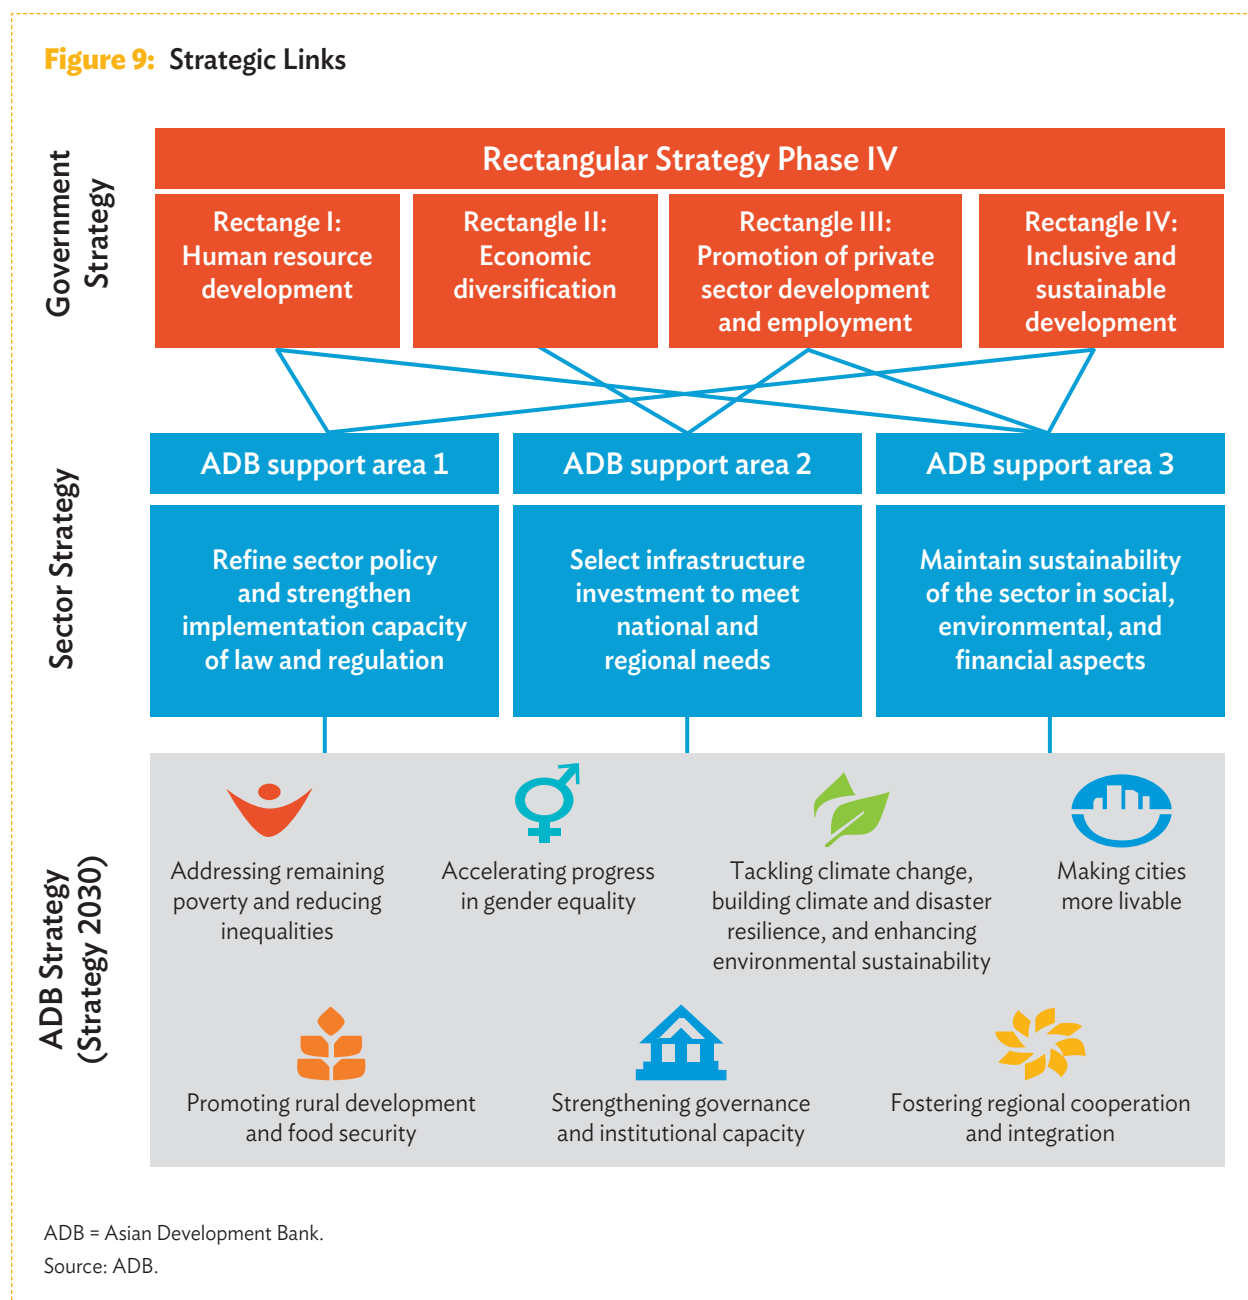 Figure 9: Strategic Links
Government
Strategy
Rectangular Strategy Phase IV
Rectange I:
Human resource
development
Rectangle II:
Economic
diversification
Rectangle III:
Promotion of private
sector development
and employment
Rectangle IV:
Inclusive and
sustainable
development
Sector Strategy
ADB support area 1
ADB support area 2
ADB support area 3
Refine sector policy
and strengthen
implementation capacity
of law and regulation
Select infrastructure
investment to meet
national and
regional needs
Maintain sustainability
of the sector in social,
environmental, and
financial aspects
ADB Strategy
(Strategy 2030)
Addressing remaining
poverty and reducing
inequalities
Accelerating progress
in gender equality
Tackling climate change,
building climate and disaster
resilience, and enhancing
environmental sustainability
Making cities
more livable
Promoting rural development
and food security
Strengthening governance
and institutional capacity
Fostering regional cooperation
and integration
ADB = Asian Development Bank.
Source: ADB.